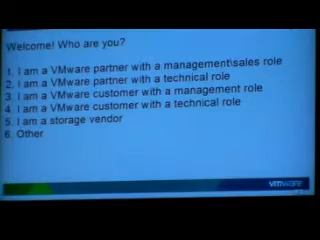 Welcome! Who are you?
1. I am a VMware partner with a management\sales role
2. I am a VMware partner with a technical role
3. I am a VMware customer with a management role
4. I am a VMware customer with a technical role
5. I am a storage vendor
6. Other
vmware